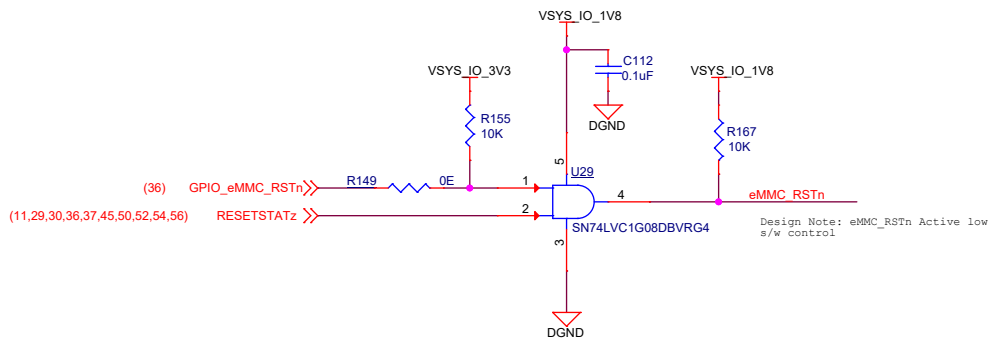 VSYS_IO_1V8
C112
0.1uF
DGND
VSYS_IO_3V3
VSYS_IO_1V8
R155
10K
R167
10K
5
U29
(36) GPIO_eMMC_RSTn
R149 0E
1
4
eMMC_RSTn
(11,29,30,36,37,45,50,52,54,56) RESETSTATz
2
SN74LVC1G08DBVRG4
3
Design Note: eMMC_RSTn Active low
s/w control
DGND